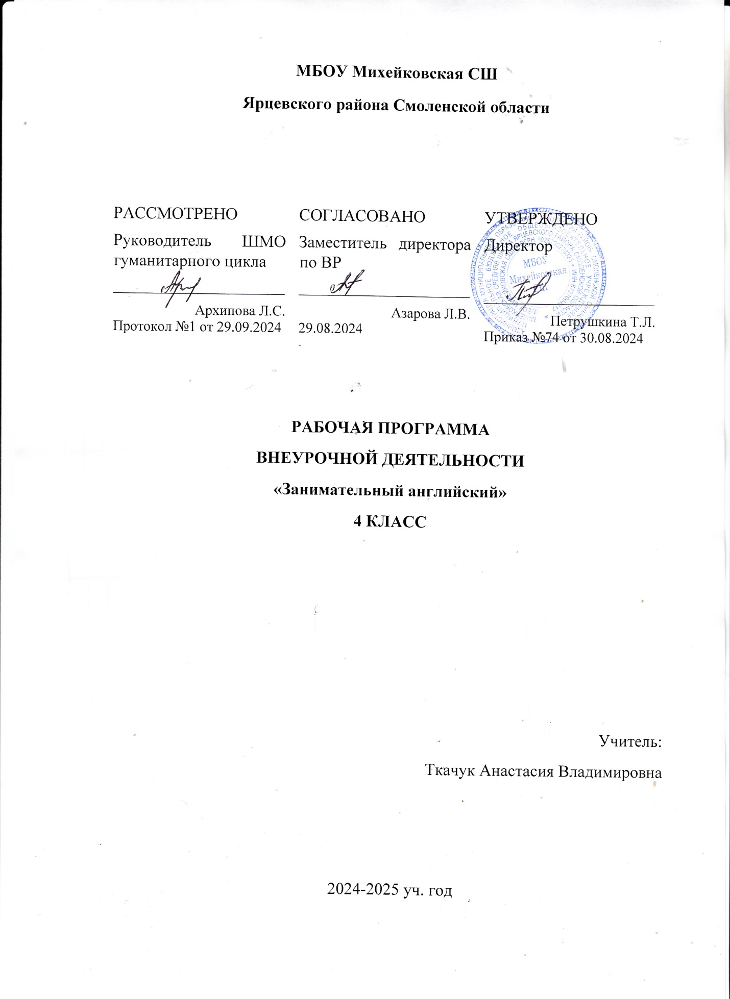 МБОУ Михейковская СШ
Ярцевского района Смоленской области
РАССМОТРЕНО
Руководитель ШМО
гуманитарного цикла
Архипова Л.С.
Протокол №1 от 29.09.2024
СОГЛАСОВАНО
Заместитель директора
по ВР
Азарова Л.В.
29.08.2024
УТВЕРЖДЕНО
Директор
Петрушкина Т.Л.
Приказ №74 от 30.08.2024
МБОУ
Михейковская
РАБОЧАЯ ПРОГРАММА
ВНЕУРОЧНОЙ ДЕЯТЕЛЬНОСТИ
«Занимательный английский»
4 КЛАСС
Учитель:
Ткачук Анастасия Владимировна
2024-2025 уч. год